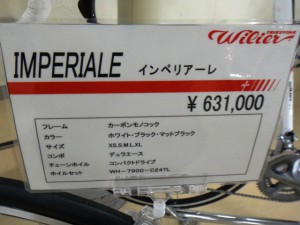 Wilier
TRIESTINA
IMPERIALE インペリアーレ
¥ 631,000
フレーム カーボンモノコック
カラー ホワイト・ブラック・マットブラック
サイズ XS,S,M,L,XL
コンポ デュラエース
チェーンホイル コンパクトドライブ
ホイルセット WH-7900-C24TL